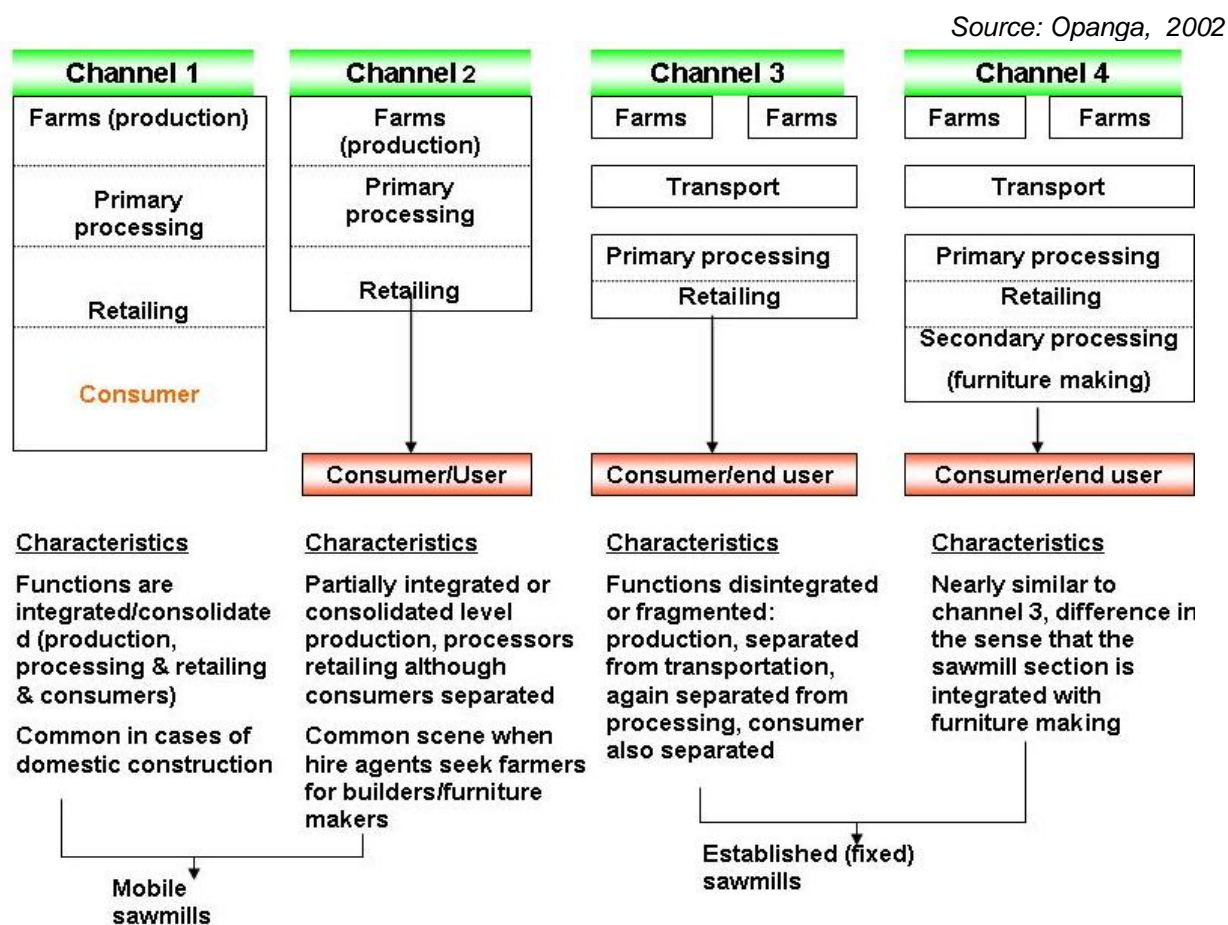 Source: Opanga, 2002
Channel 1
Farms (production)
Primary
processing
Retailing
Consumer
Characteristics
Functions are
integrated/consolidate
d (production,
processing & retailing
& consumers)
Common in cases of
domestic construction
Channel 2
Farms
(production)
Primary
processing
Retailing
Consumer/User
Characteristics
Partially integrated or
consolidated level
production, processors
retailing although
consumers separated
Common scene when
hire agents seek farmers
for builders/furniture
makers
Mobile
sawmills
Channel 3
Farms
Farms
Transport
Primary processing
Retailing
Consumer/end user
Characteristics
Functions disintegrated
or fragmented:
production, separated
from transportation,
again separated from
processing, consumer
also separated
Channel 4
Farms
Farms
Transport
Primary processing
Retailing
Secondary processing
(furniture making)
Consumer/end user
Characteristics
Nearly similar to
channel 3, difference in
the sense that the
sawmill section is
integrated with
furniture making
Established (fixed)
sawmills